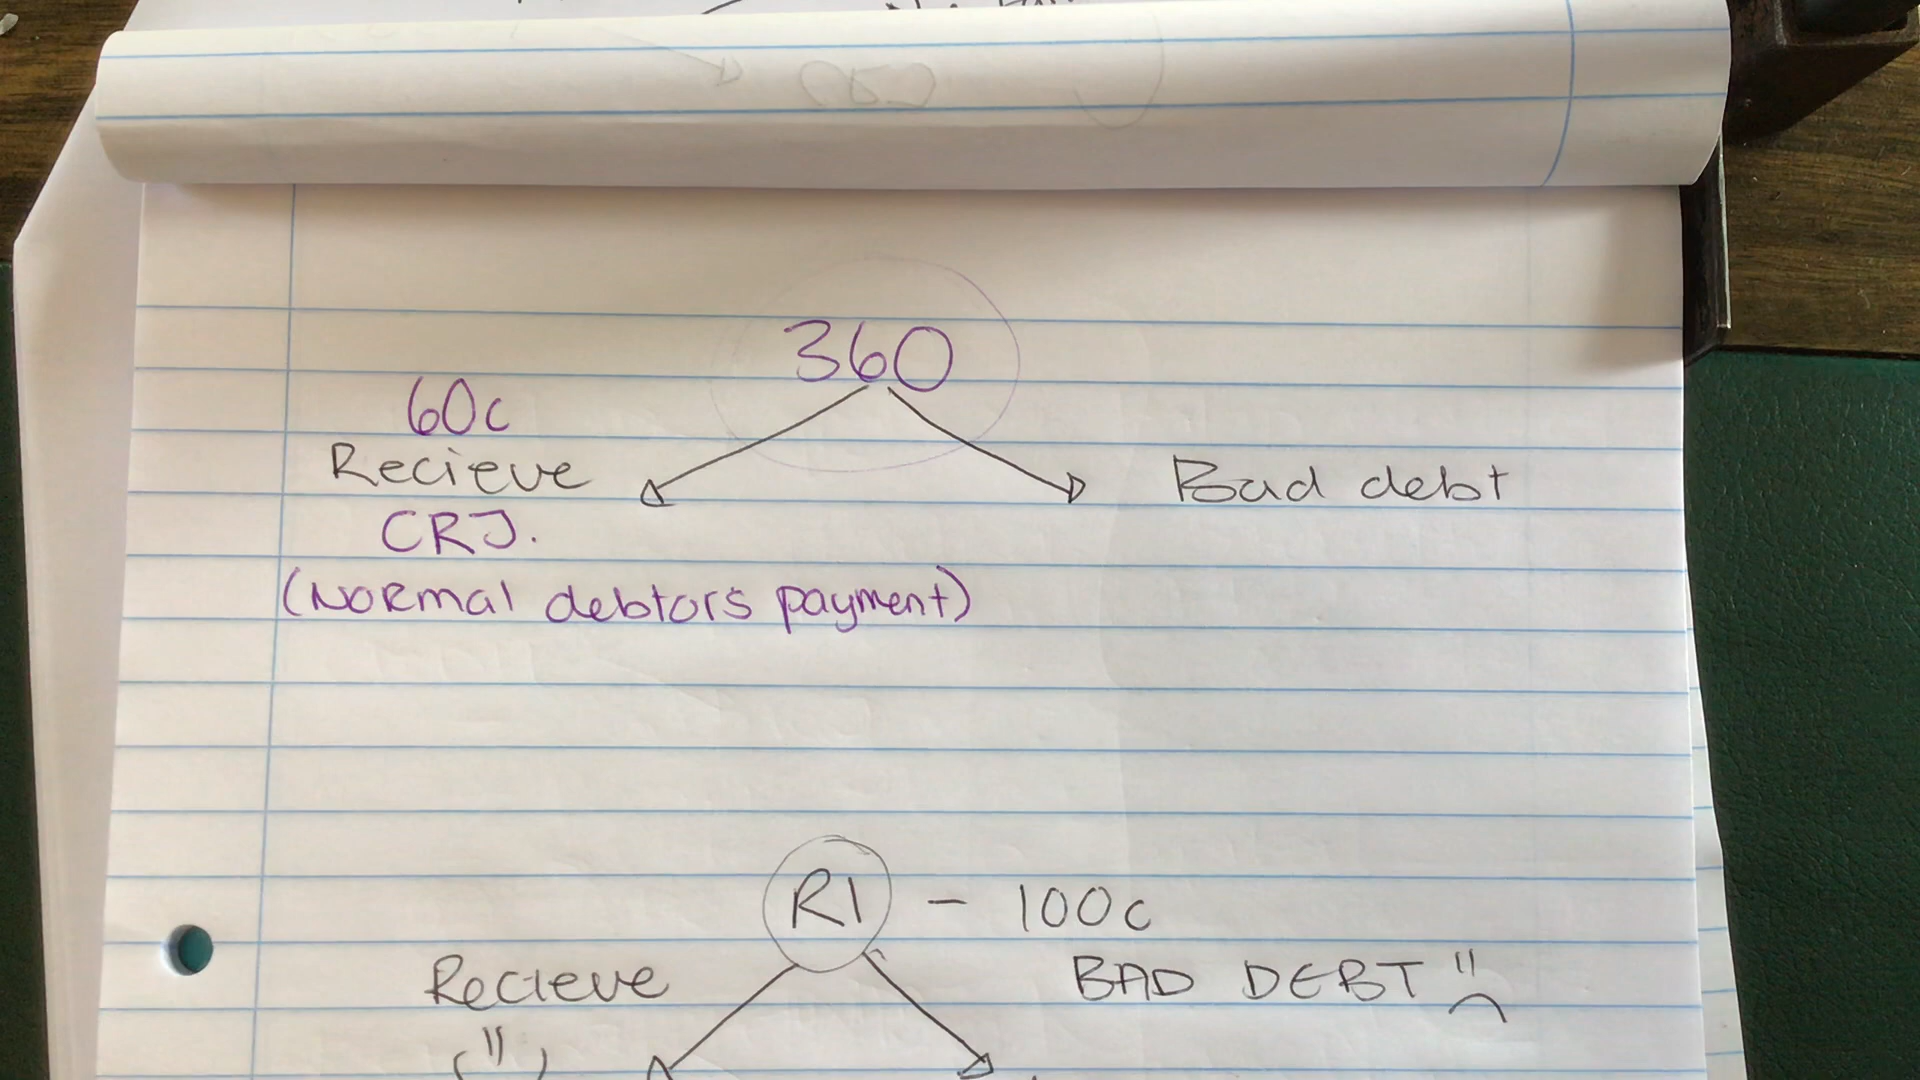 360
60c
Recieve
Bad debt
CRJ.
(Normal debtors payment)
R1 - 100c
Recieve
BAD DEBT